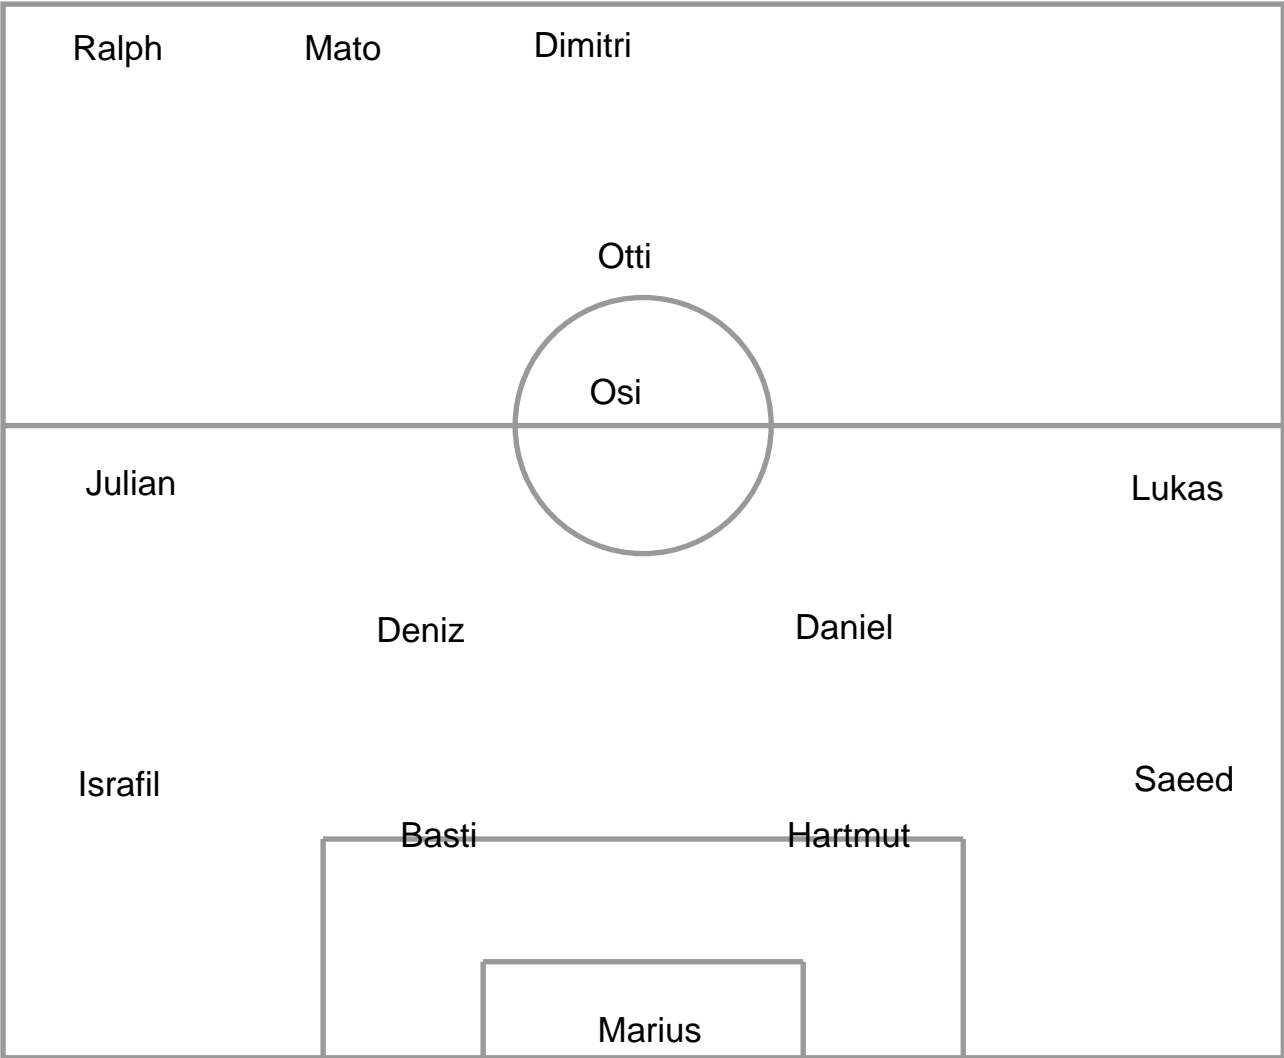 Ralph Mato Dimitri
Otti
Osi
Julian Lukas
Deniz Daniel
Israfil Saeed
Basti Hartmut
Marius